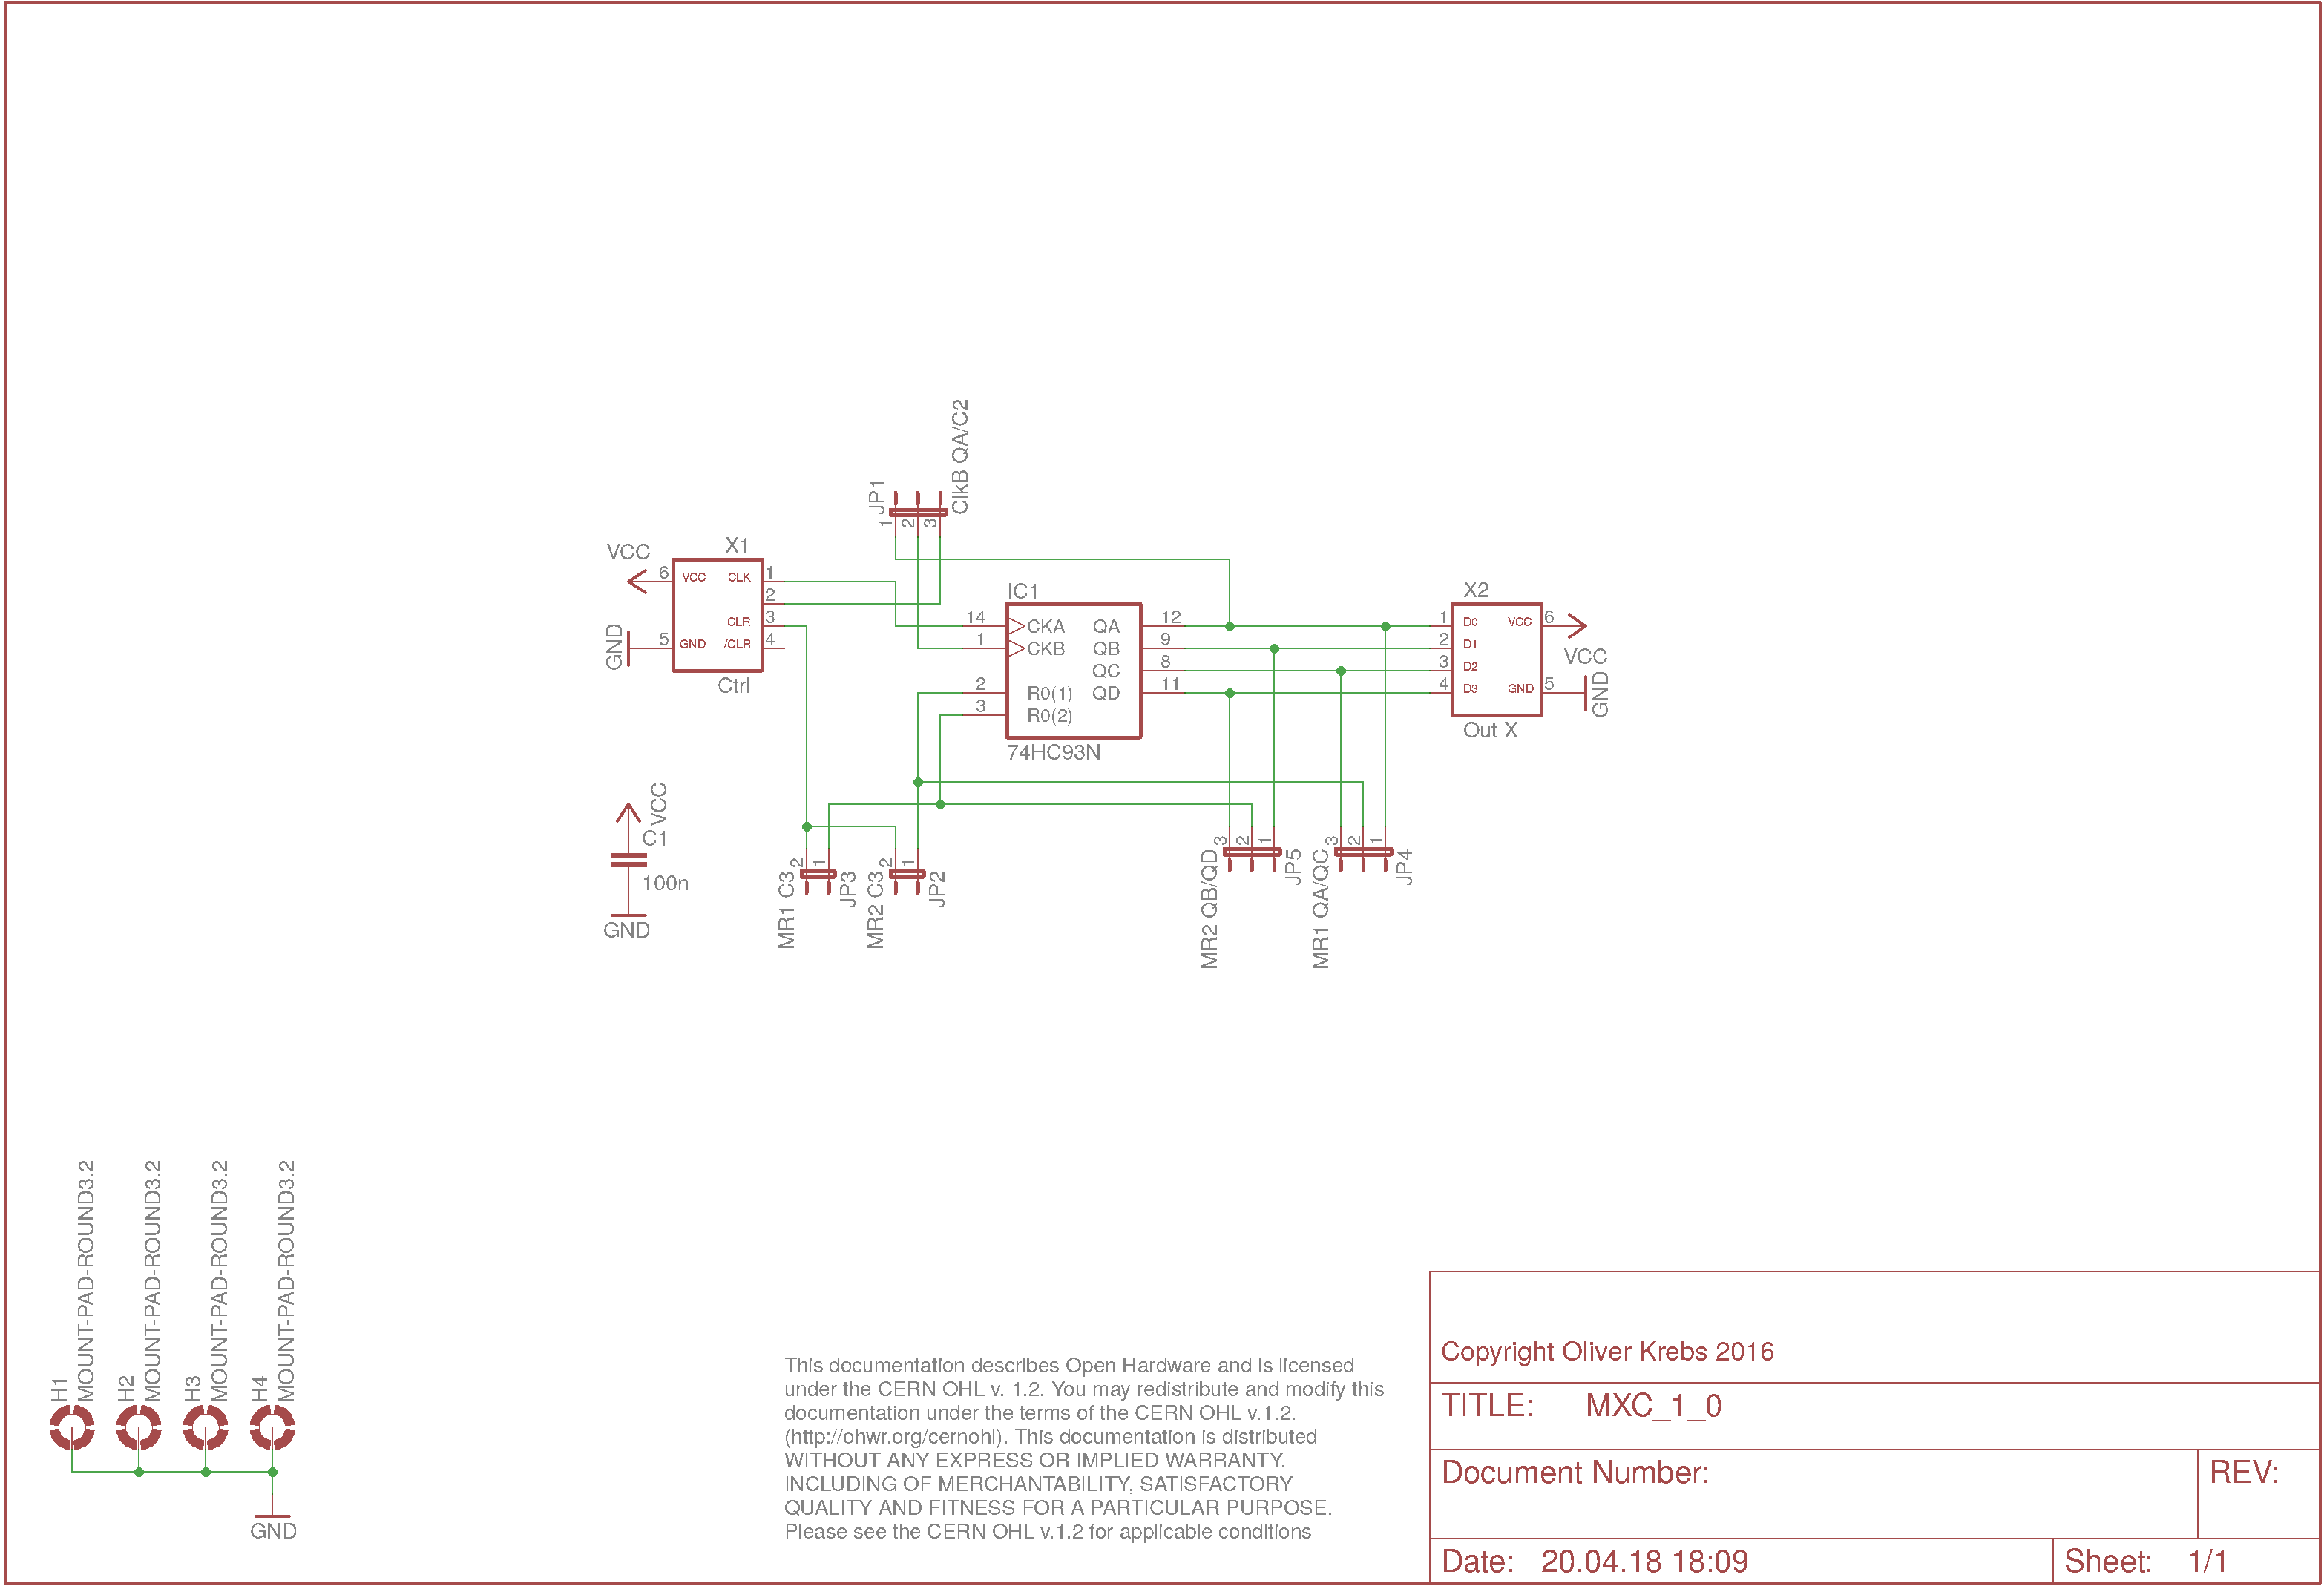 ClkB QA/C2
JP1
1
2
3
VCC
X1
6
VCC
CLK
1
2
CLR
3
GND
5
GND
/CLR
4
Ctrl
IC1
14
CKA
QA
12
1
CKB
QB
9
QC
8
2
R0(1)
QD
11
3
R0(2)
74HC93N
X2
1
D0
VCC
6
2
D1
VCC
3
D2
4
D3
GND
5
GND
Out X
VCC
C1
100n
GND
MR1 C3
2
1
JP3
MR2 C3
2
1
JP2
MR2 QB/QD
3
2
1
JP5
MR1 QA/QC
3
2
1
JP4
H1
MOUNT-PAD-ROUND3.2
H2
MOUNT-PAD-ROUND3.2
H3
MOUNT-PAD-ROUND3.2
H4
MOUNT-PAD-ROUND3.2
GND
This documentation describes Open Hardware and is licensed
under the CERN OHL v. 1.2. You may redistribute and modify this
documentation under the terms of the CERN OHL v.1.2.
(http://ohwr.org/cernohl). This documentation is distributed
WITHOUT ANY EXPRESS OR IMPLIED WARRANTY,
INCLUDING OF MERCHANTABILITY, SATISFACTORY
QUALITY AND FITNESS FOR A PARTICULAR PURPOSE.
Please see the CERN OHL v.1.2 for applicable conditions
Copyright Oliver Krebs 2016
TITLE: MXC_1_0
Document Number:
REV:
Date: 20.04.18 18:09
Sheet: 1/1